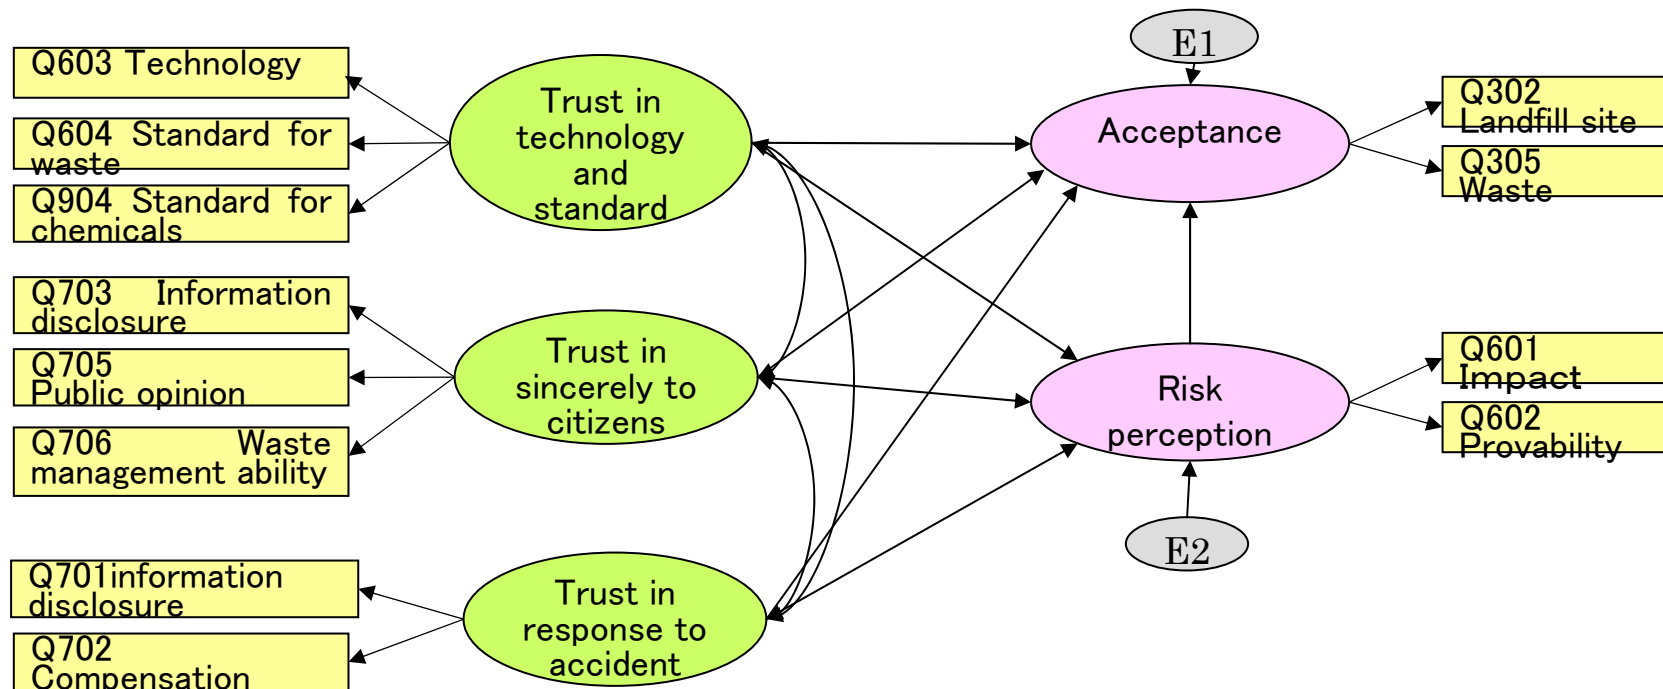 Q603 Technology
Q604 Standard for
waste
Q904 Standard for
chemicals
Q703 Information
disclosure
Q705
Public opinion
Q706 Waste
management ability
Q701information
disclosure
Q702
Compensation
Trust in
technology
and
standard
Trust in
sincerely to
citizens
Trust in
response to
accident
E1
Acceptance
Risk
perception
E2
Q302
Landfill site
Q305
Waste
Q601
Impact
Q602
Provability